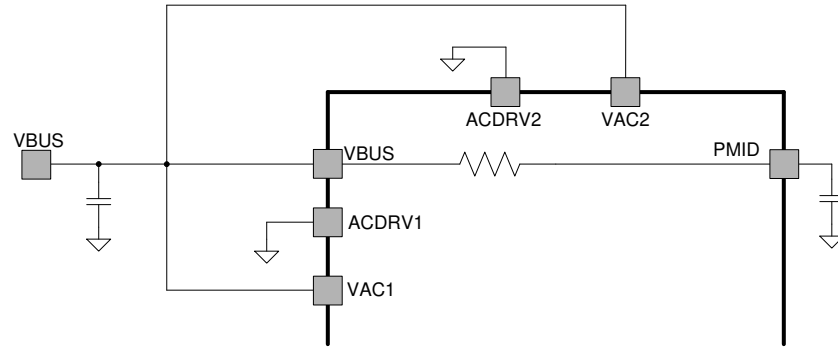 ACDRV2
VAC2
VBUS
VBUS
PMID
ACDRV1
VAC1